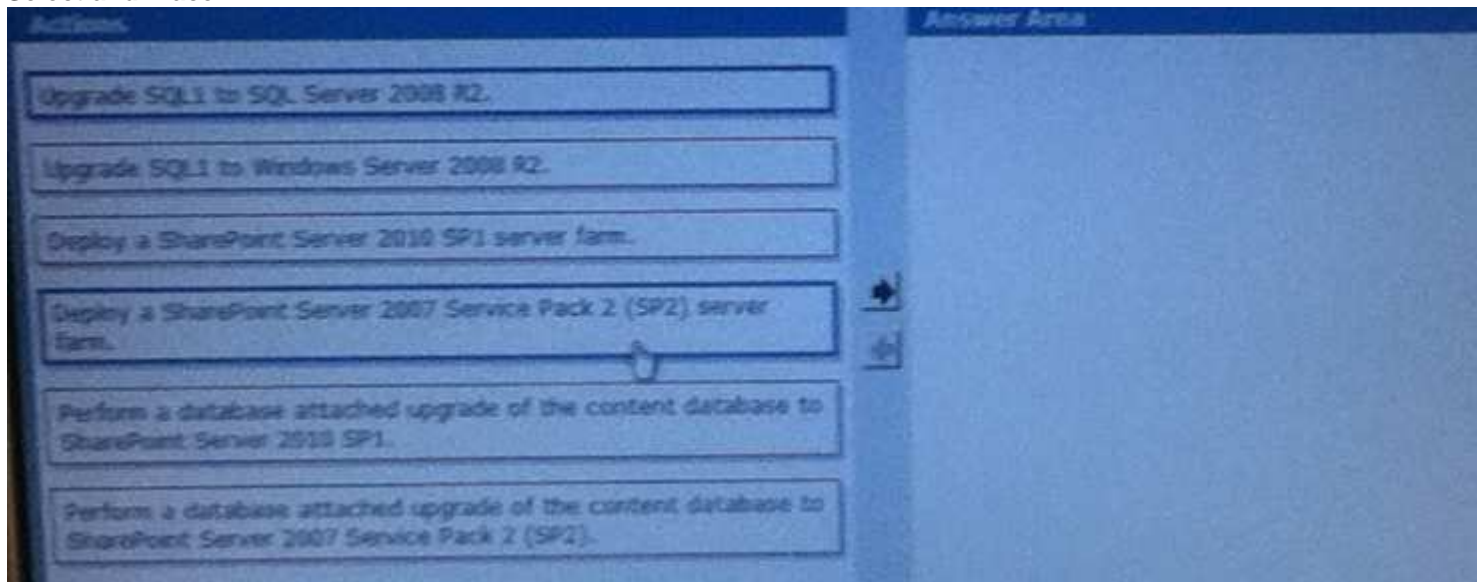 Actions
Answer Area
Upgrade SQL1 to SQL Server 2008 R2.
Upgrade SQL1 to Windows Server 2008 R2.
Deploy a SharePoint Server 2010 SP1 server farm.
Deploy a SharePoint Server 2007 Service Pack 2 (SP2) server
farm.
Perform a database attached upgrade of the content database to
SharePoint Server 2010 SP1.
Perform a database attached upgrade of the content database to
SharePoint Server 2007 Service Pack 2 (SP2).